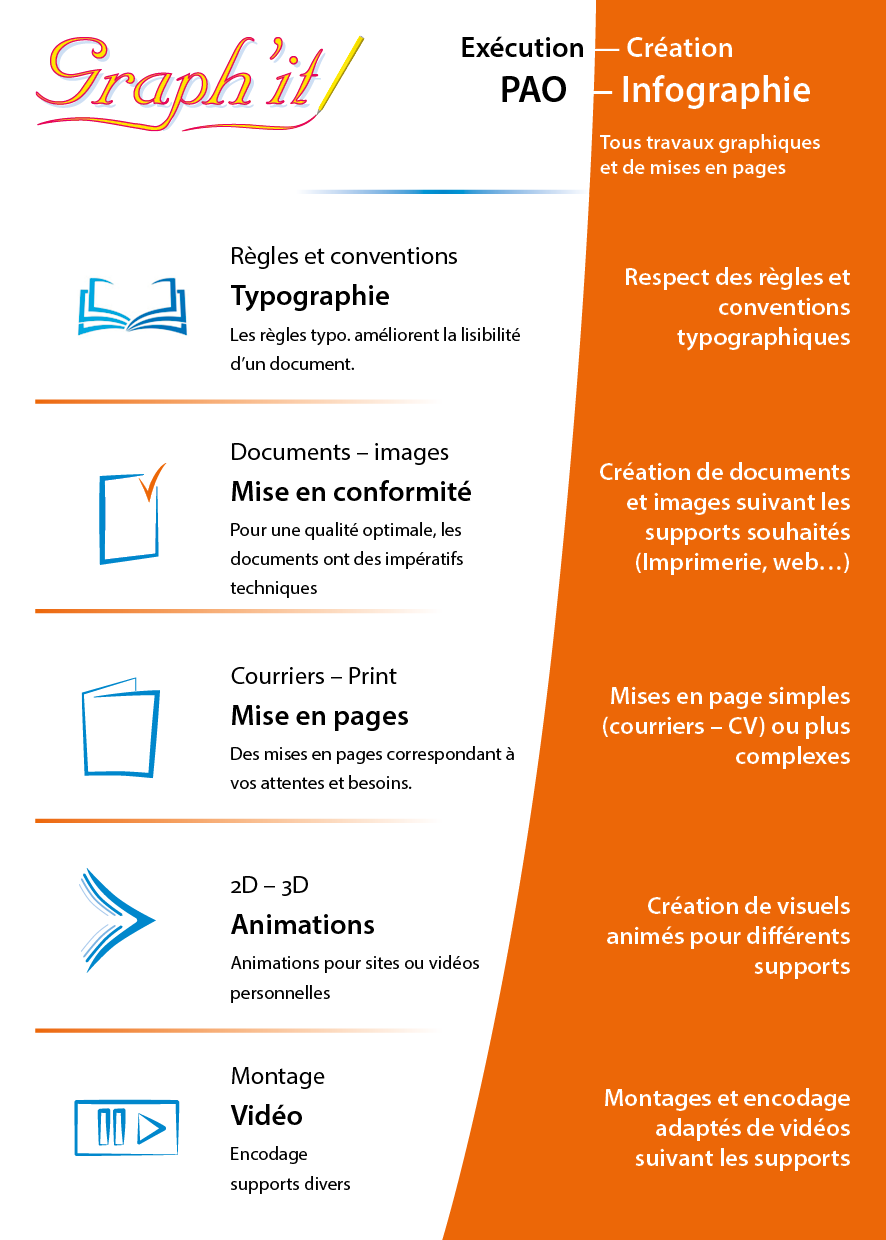 Graph'it
Exécution — Création
PAO – Infographie
Tous travaux graphiques
et de mises en pages
Règles et conventions
Typographie
Les règles typo. améliorent la lisibilité
d’un document.
Respect des règles et
conventions
typographiques
Documents – images
Mise en conformité
Pour une qualité optimale, les
documents ont des impératifs
techniques
Création de documents
et images suivant les
supports souhaités
(Imprimerie, web…)
Courriers – Print
Mise en pages
Des mises en pages correspondant à
vos attentes et besoins.
Mises en page simples
(courriers – CV) ou plus
complexes
2D – 3D
Animations
Animations pour sites ou vidéos
personnelles
Création de visuels
animés pour différents
supports
Montage
Vidéo
Encodage
supports divers
Montages et encodage
adaptés de vidéos
suivant les supports